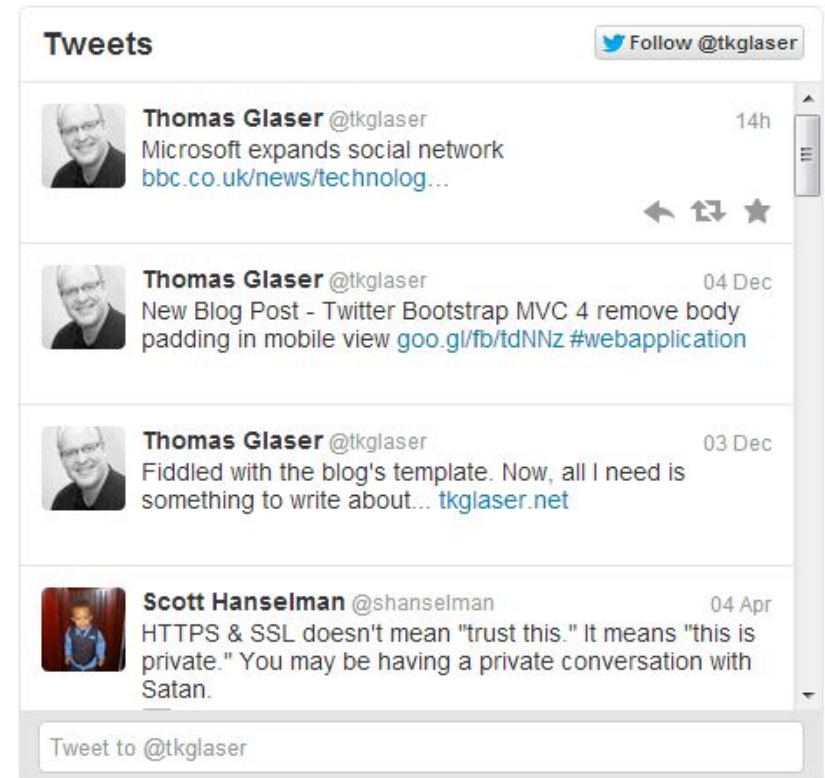 Tweets
Follow @tkglaser
Thomas Glaser @tkglaser 14h
Microsoft expands social network
bbc.co.uk/news/technolog...
Thomas Glaser @tkglaser 04 Dec
New Blog Post - Twitter Bootstrap MVC 4 remove body
padding in mobile view goo.gl/fb/tdNNz #webapplication
Thomas Glaser @tkglaser 03 Dec
Fiddled with the blog's template. Now, all I need is
something to write about... tkglaser.net
Scott Hanselman @shanselman 04 Apr
HTTPS & SSL doesn't mean "trust this." It means "this is
private." You may be having a private conversation with
Satan.
Tweet to @tkglaser